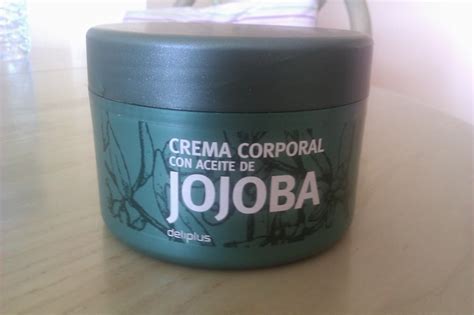 CREMA CORPORAL
CON ACEITE DE
JOJOBA
deliplus